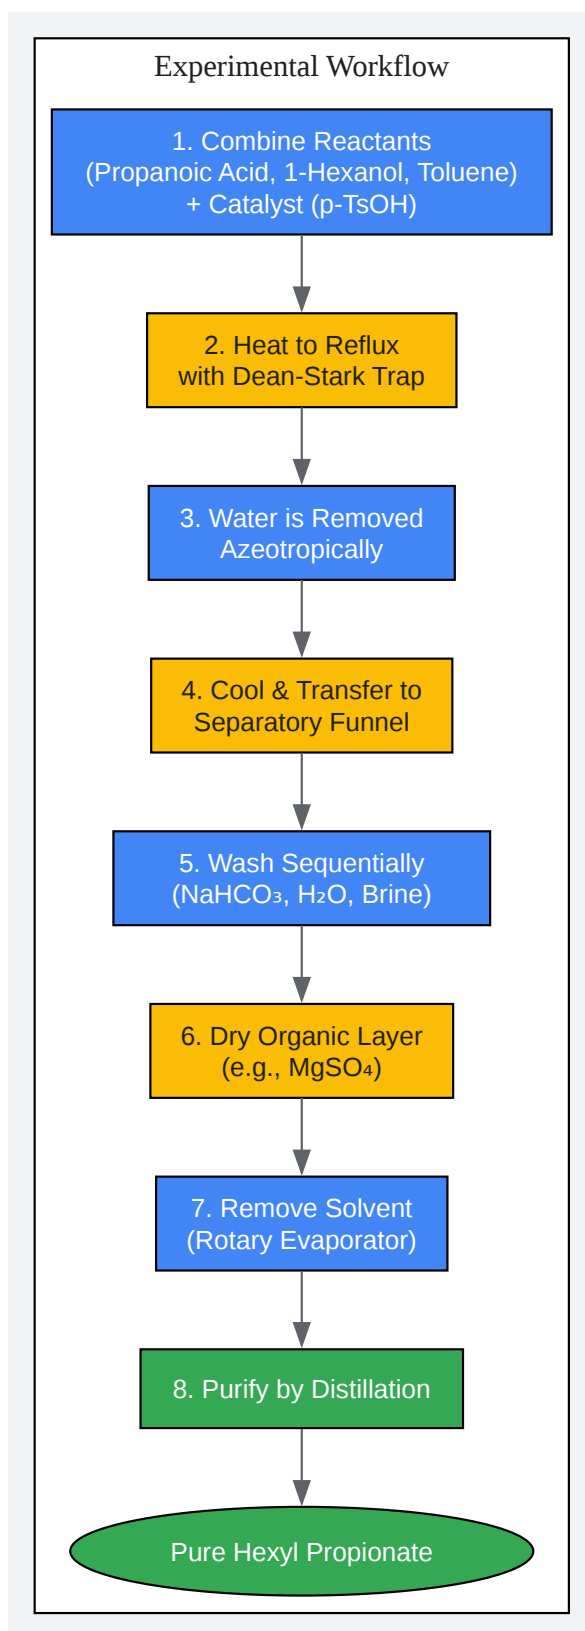 Experimental Workflow
1. Combine Reactants
(Propanoic Acid, 1-Hexanol, Toluene)
+ Catalyst (p-TsOH)
2. Heat to Reflux
with Dean-Stark Trap
3. Water is Removed
Azeotropically
4. Cool & Transfer to
Separatory Funnel
5. Wash Sequentially
(NaHCO₃, H₂O, Brine)
6. Dry Organic Layer
(e.g., MgSO₄)
7. Remove Solvent
(Rotary Evaporator)
8. Purify by Distillation
Pure Hexyl Propionate